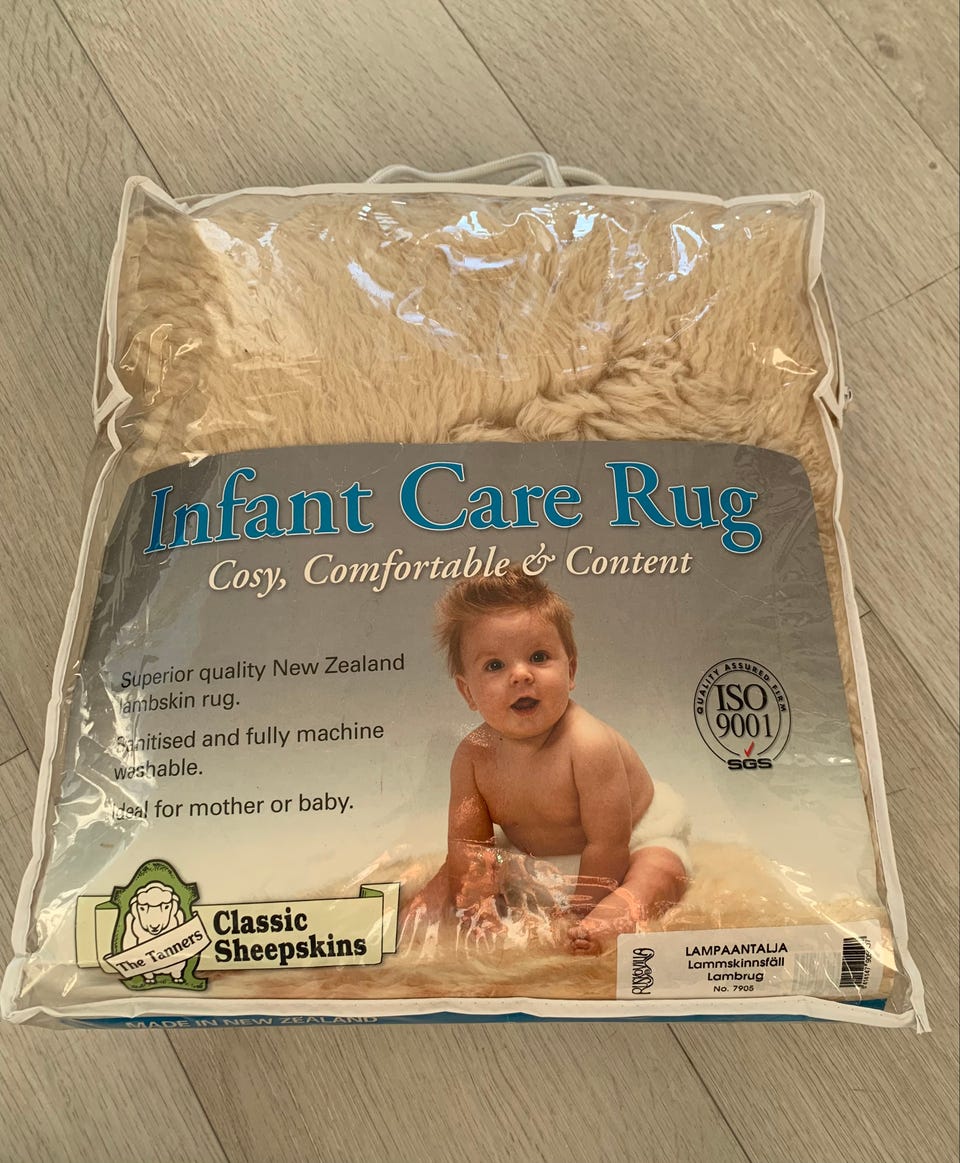 Infant Care Rug
Cosy, Comfortable & Content
Superior quality New Zealand
lambskin rug.
Sanitised and fully machine
washable.
Ideal for mother or baby.
QUALITY ASSURED FIRM
ISO
9001
SGS
The Tanners
Classic
Sheepskins
LAMPAANTALJA
Lammskinnsfäll
Lambrug
No. 7905
MADE IN NEW ZEALAND